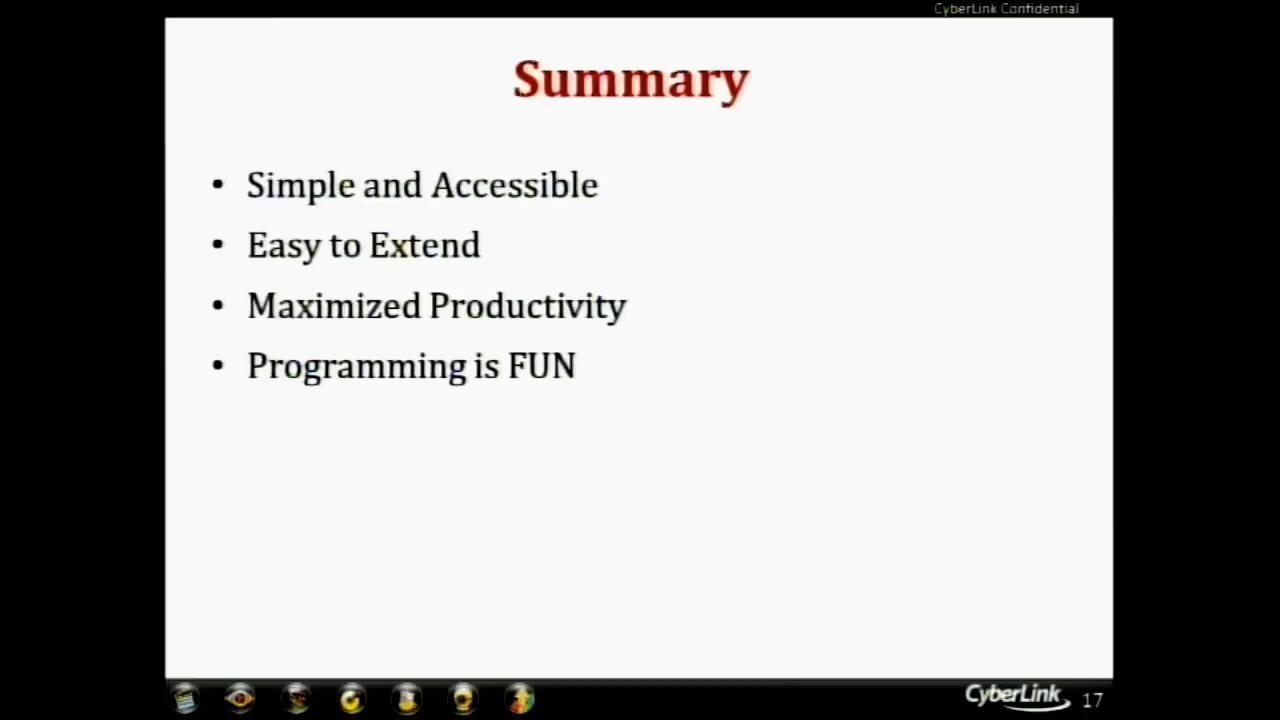 CyberLink Confidential
Summary
• Simple and Accessible
• Easy to Extend
• Maximized Productivity
• Programming is FUN
CyberLink 17